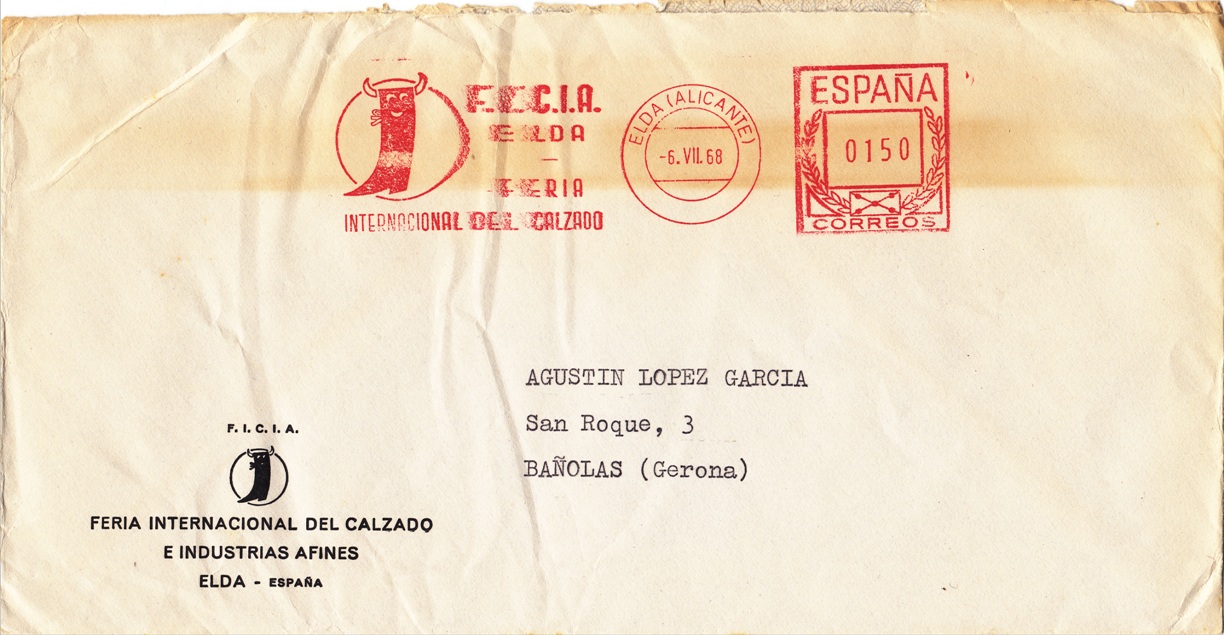 F.I.C.I.A.
ELDA
—
FERIA
INTERNACIONAL DEL CALZADO
ELDA (ALICANTE)
-6. VII. 68
ESPAÑA
0150
CORREOS
AGUSTIN LOPEZ GARCIA
San Roque, 3
BAÑOLAS (Gerona)
F. I. C. I. A.
FERIA INTERNACIONAL DEL CALZADO
E INDUSTRIAS AFINES
ELDA - ESPAÑA